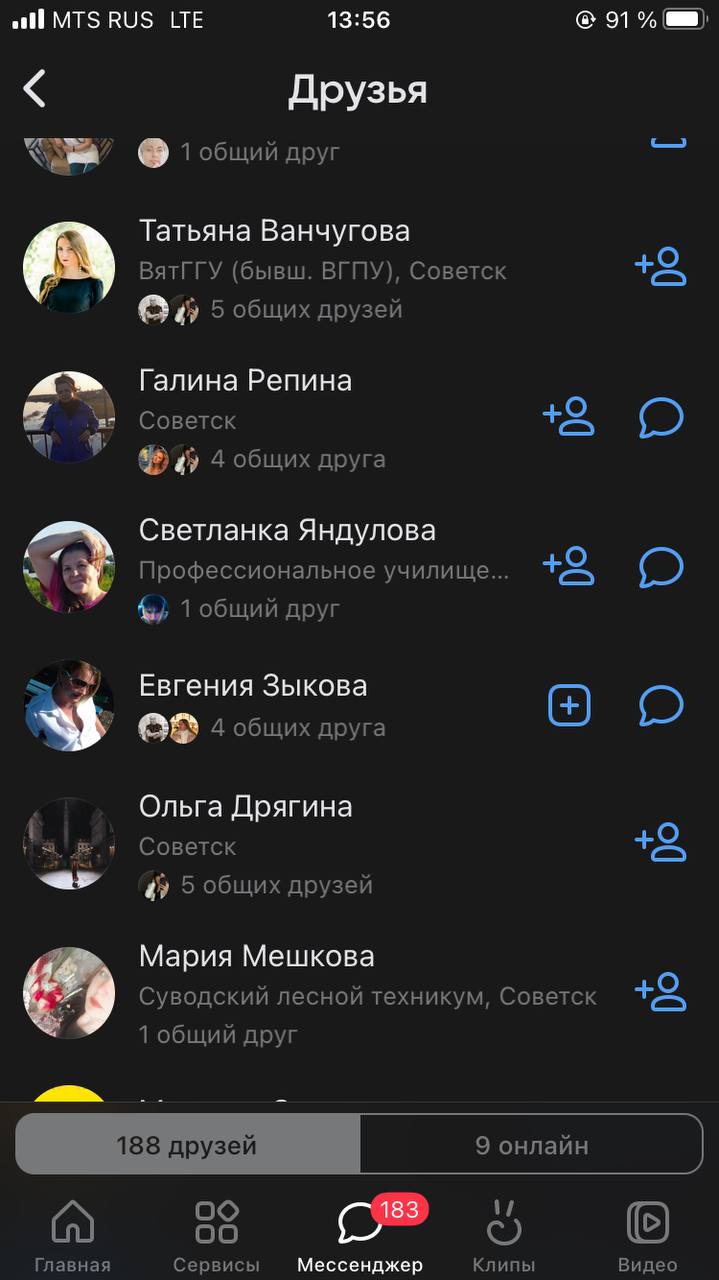 MTS RUS LTE 13:56 91 %
Друзья
1 общий друг
Татьяна Ванчугова
ВятГГУ (бывш. ВГПУ), Советск
5 общих друзей
Галина Репина
Советск
4 общих друга
Светланка Яндулова
Профессиональное училище...
1 общий друг
Евгения Зыкова
4 общих друга
Ольга Дрягина
Советск
5 общих друзей
Мария Мешкова
Суводский лесной техникум, Советск
1 общий друг
188 друзей 9 онлайн
183
Главная Сервисы Мессенджер Клипы Видео